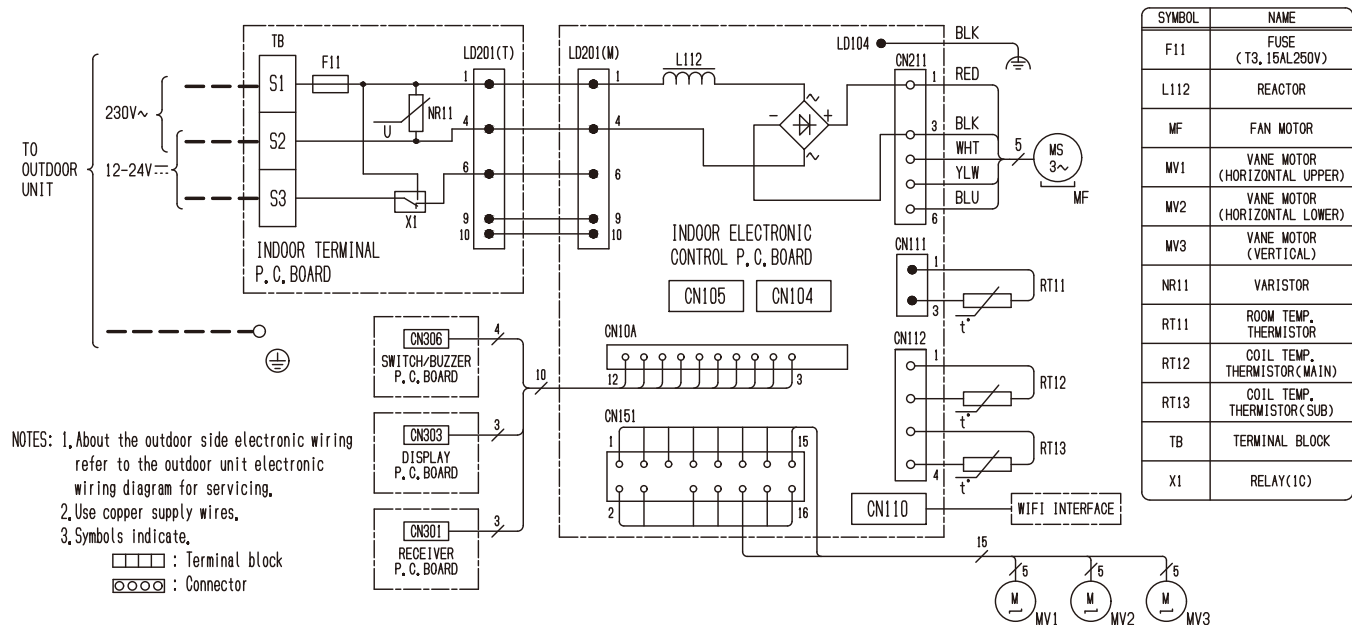 TB
F11
LD201(T)
LD201(M)
L112
LD104
BLK
CN211
S1
S2
S3
NR11
U
X1
1
4
6
9
10
1
4
6
9
10
~
~
-
+
1
3
6
RED
BLK
WHT
YLW
BLU
5
MS
3~
MF
TO
OUTDOOR
UNIT
230V~
12-24V⎓
INDOOR TERMINAL
P.C.BOARD
INDOOR ELECTRONIC
CONTROL P.C.BOARD
CN105
CN104
CN111
1
3
t°
RT11
CN112
1
4
t°
RT12
t°
RT13
CN306
SWITCH/BUZZER
P.C.BOARD
4
CN303
DISPLAY
P.C.BOARD
3
CN301
RECEIVER
P.C.BOARD
3
10
CN10A
12
3
CN151
1
15
2
16
CN110
WIFI INTERFACE
15
5
5
5
M
MV1
M
MV2
M
MV3
NOTES: 1.About the outdoor side electronic wiring
refer to the outdoor unit electronic
wiring diagram for servicing.
2.Use copper supply wires.
3.Symbols indicate.
: Terminal block
: Connector
SYMBOL NAME
F11 FUSE
(T3.15AL250V)
L112 REACTOR
MF FAN MOTOR
MV1 VANE MOTOR
(HORIZONTAL UPPER)
MV2 VANE MOTOR
(HORIZONTAL LOWER)
MV3 VANE MOTOR
(VERTICAL)
NR11 VARISTOR
RT11 ROOM TEMP.
THERMISTOR
RT12 COIL TEMP.
THERMISTOR(MAIN)
RT13 COIL TEMP.
THERMISTOR(SUB)
TB TERMINAL BLOCK
X1 RELAY(1C)